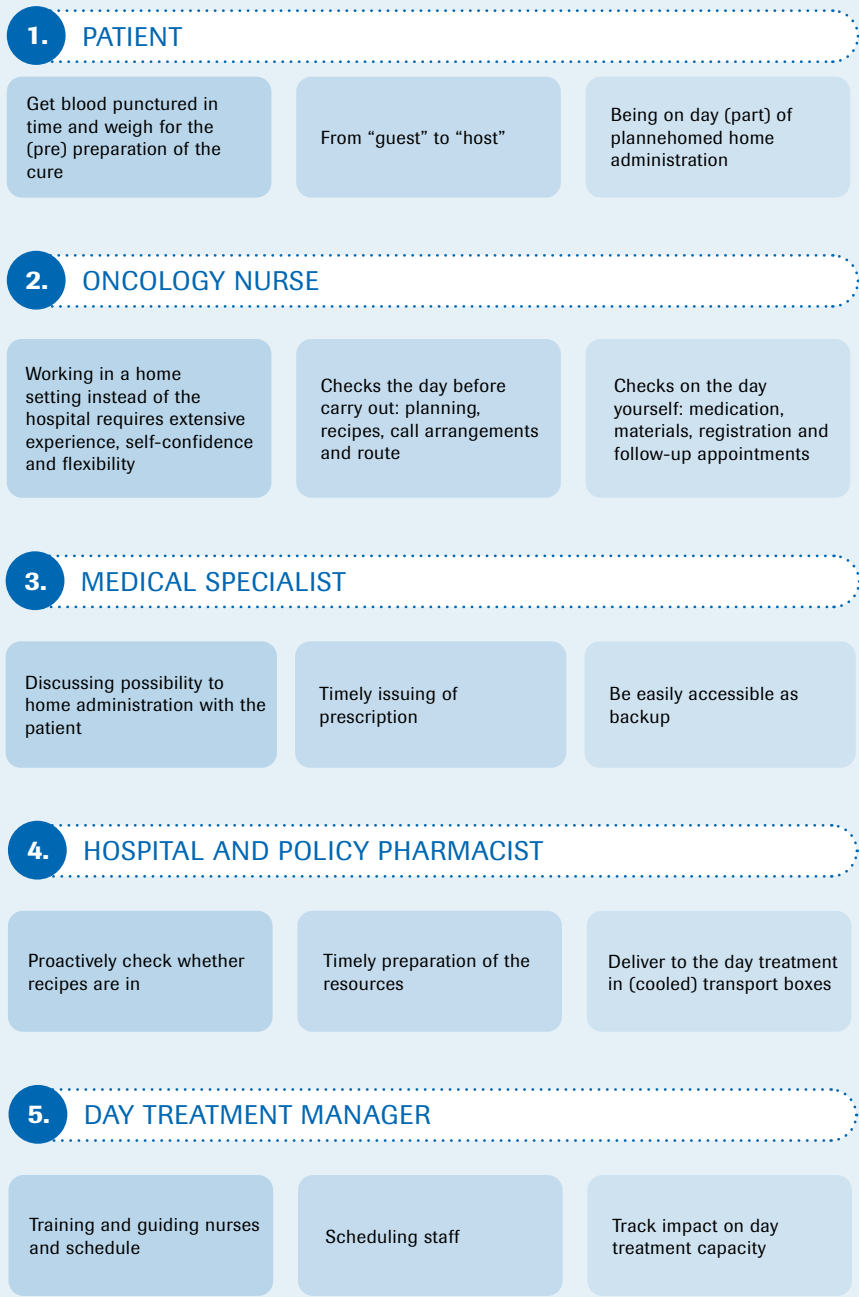 1. PATIENT
Get blood punctured in
time and weigh for the
(pre) preparation of the
cure
From “guest” to “host”
Being on day (part) of
plannehomed home
administration
2. ONCOLOGY NURSE
Working in a home
setting instead of the
hospital requires extensive
experience, self-confidence
and flexibility
Checks the day before
carry out: planning,
recipes, call arrangements
and route
Checks on the day
yourself: medication,
materials, registration and
follow-up appointments
3. MEDICAL SPECIALIST
Discussing possibility to
home administration with the
patient
Timely issuing of
prescription
Be easily accessible as
backup
4. HOSPITAL AND POLICY PHARMACIST
Proactively check whether
recipes are in
Timely preparation of the
resources
Deliver to the day treatment
in (cooled) transport boxes
5. DAY TREATMENT MANAGER
Training and guiding nurses
and schedule
Scheduling staff
Track impact on day
treatment capacity